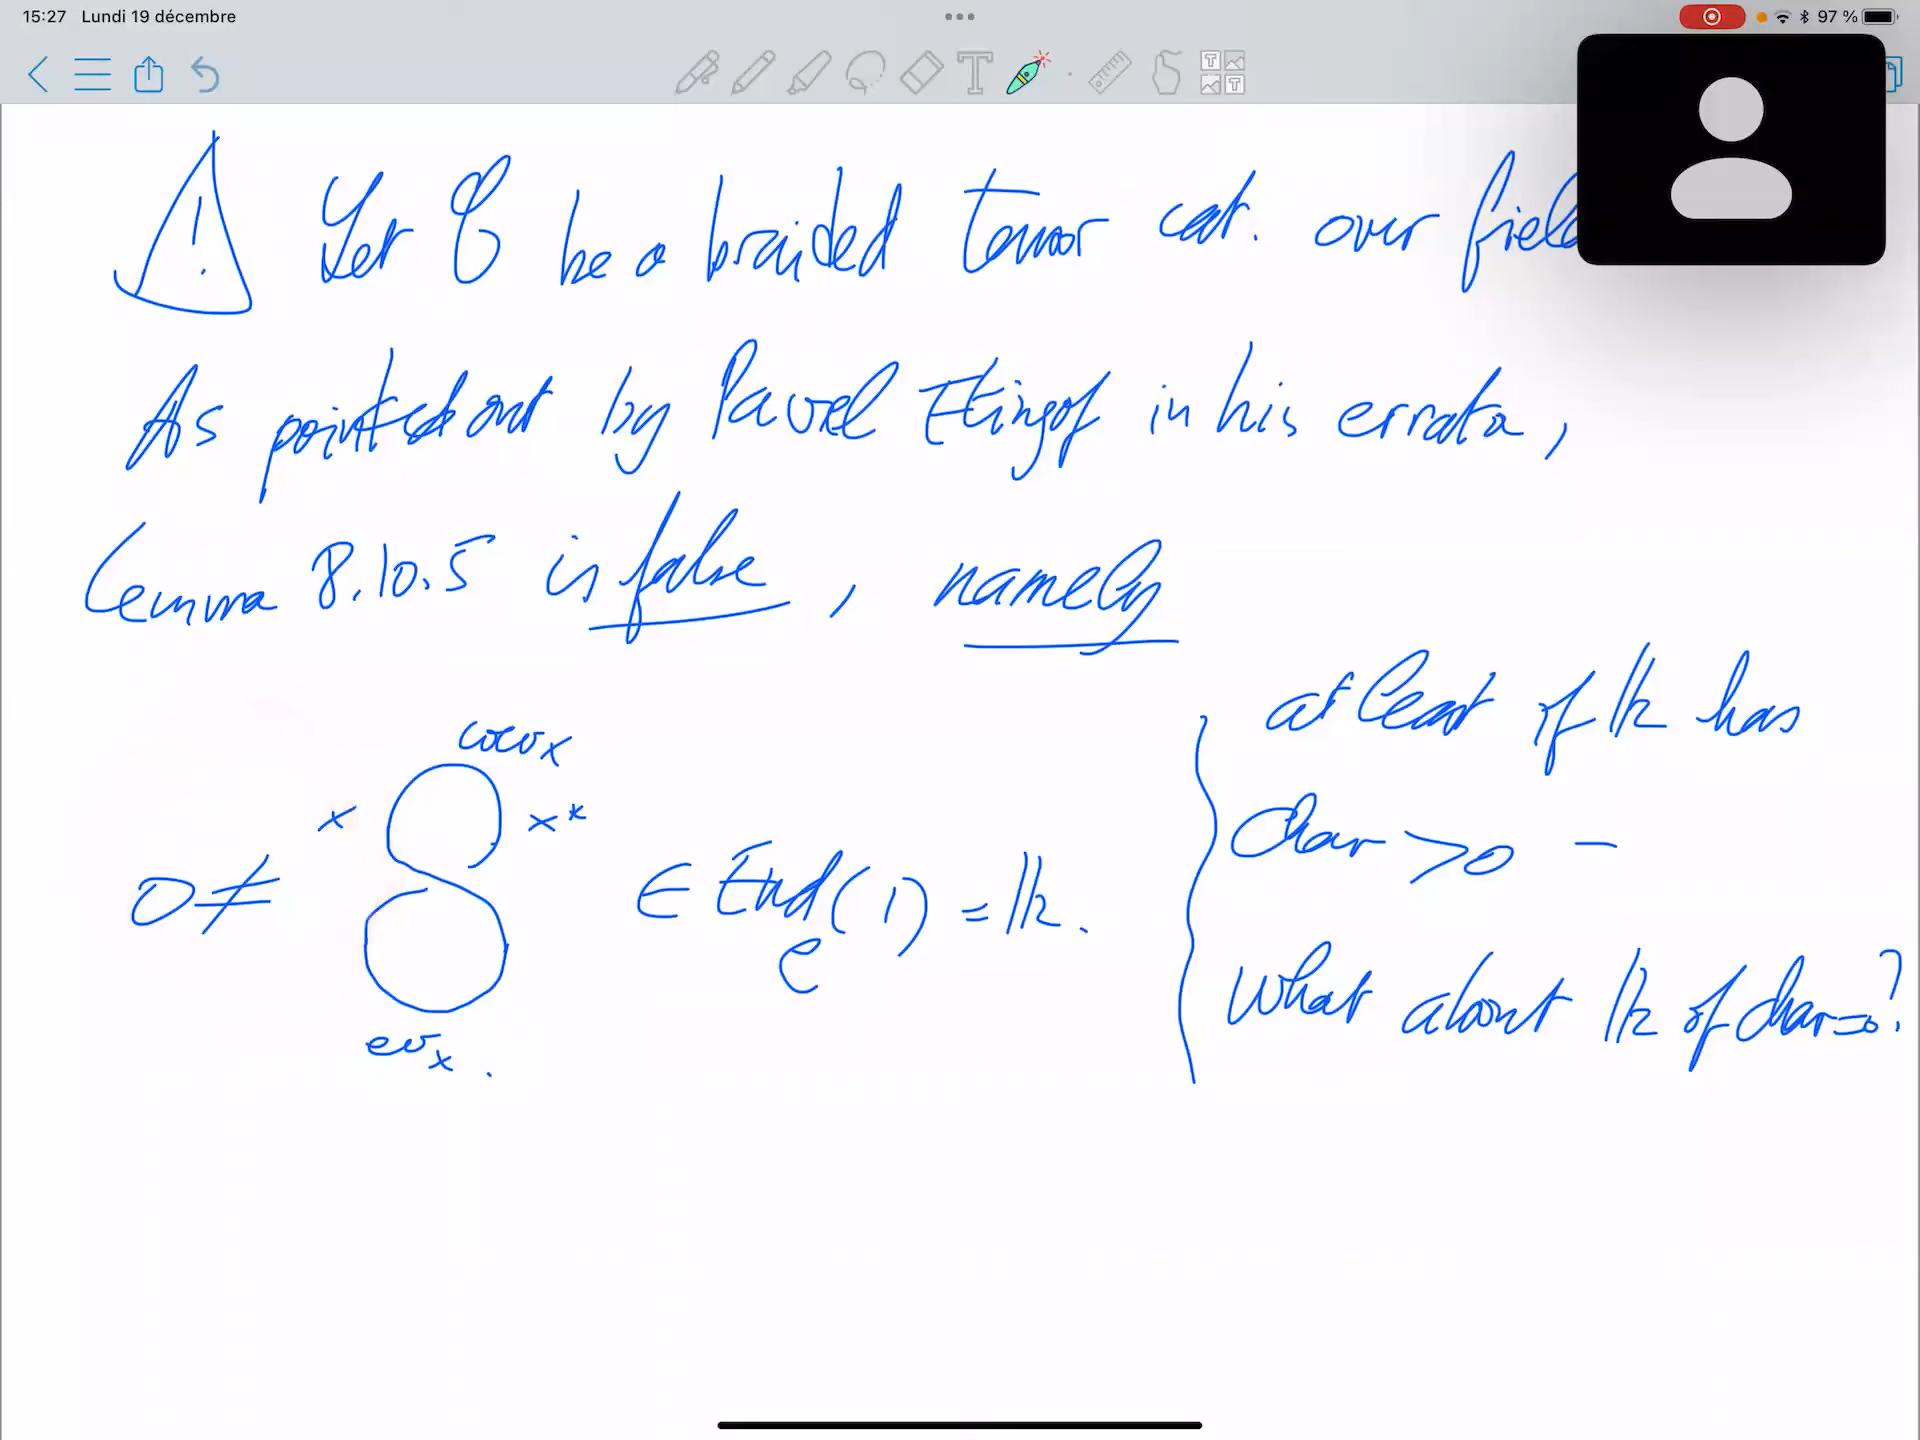 15:27 Lundi 19 décembre 97 %
! Let C be a braided tensor cat. over field
As pointed out by Pavel Etingof in his errata,
Lemma 8.10.5 is false, namely
coev_x
x x*
0 ≠ ∈ End_C(1) = 𝕜.
ev_x.
at least if 𝕜 has
char > 0 –
What about 𝕜 of char=0?